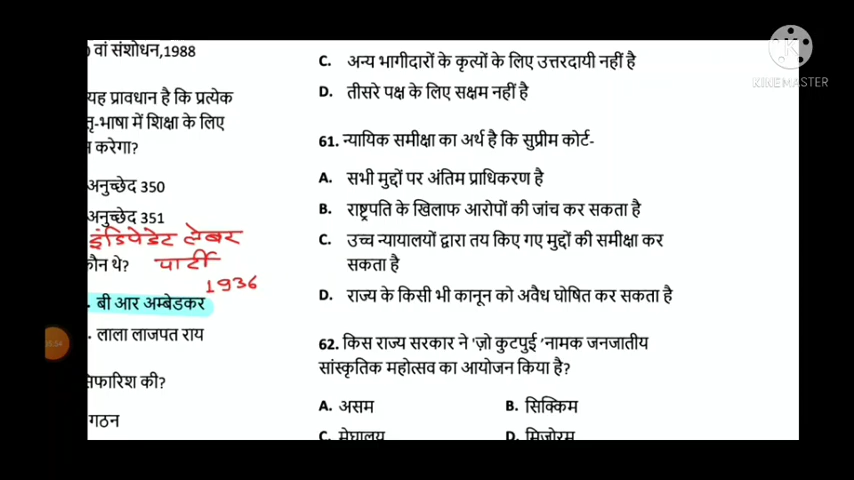 वां संशोधन,1988
यह प्रावधान है कि प्रत्येक
तृ-भाषा में शिक्षा के लिए
करेगा?
अनुच्छेद 350
अनुच्छेद 351
इंडिपेडेट लेबर
कौन थे? पार्टी
1936
बी आर अम्बेडकर
लाला लाजपत राय
सिफारिश की?
गठन
C. अन्य भागीदारों के कृत्यों के लिए उत्तरदायी नहीं है
D. तीसरे पक्ष के लिए सक्षम नहीं है
61. न्यायिक समीक्षा का अर्थ है कि सुप्रीम कोर्ट-
A. सभी मुद्दों पर अंतिम प्राधिकरण है
B. राष्ट्रपति के खिलाफ आरोपों की जांच कर सकता है
C. उच्च न्यायालयों द्वारा तय किए गए मुद्दों की समीक्षा कर
सकता है
D. राज्य के किसी भी कानून को अवैध घोषित कर सकता है
62. किस राज्य सरकार ने 'ज़ो कुटपुई 'नामक जनजातीय
सांस्कृतिक महोत्सव का आयोजन किया है?
A. असम B. सिक्किम
C. मेघालय D. मिजोरम
KINEMASTER